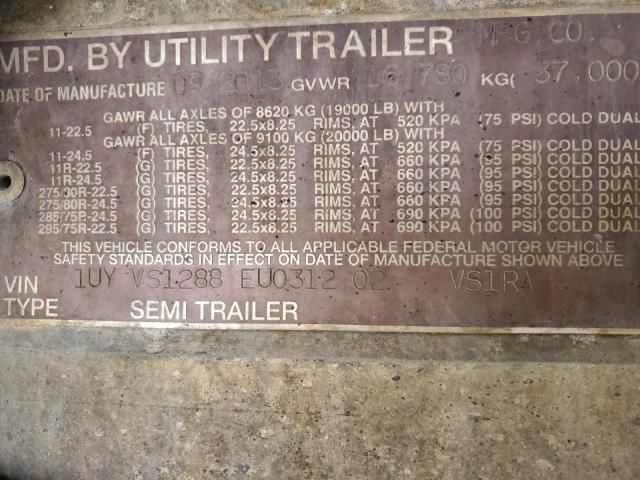 MFD. BY UTILITY TRAILER MFG CO.
DATE OF MANUFACTURE 09/2013 GVWR 16 780 KG( 37,000
GAWR ALL AXLES OF 8620 KG (19000 LB) WITH
11-22.5 (F) TIRES, 22.5x8.25 RIMS, AT 520 KPA (75 PSI) COLD DUAL
GAWR ALL AXLES OF 9100 KG (20000 LB) WITH
11-24.5 (F) TIRES, 24.5x8.25 RIMS, AT 520 KPA (75 PSI) COLD DUAL
11R-22.5 (G) TIRES, 22.5x8.25 RIMS, AT 660 KPA (95 PSI) COLD DUAL
11R-24.5 (G) TIRES, 24.5x8.25 RIMS, AT 660 KPA (95 PSI) COLD DUAL
275/80R-22.5 (G) TIRES, 22.5x8.25 RIMS, AT 660 KPA (95 PSI) COLD DUAL
275/80R-24.5 (G) TIRES, 24.5x8.25 RIMS, AT 660 KPA (95 PSI) COLD DUAL
285/75R-24.5 (G) TIRES, 24.5x8.25 RIMS, AT 690 KPA (100 PSI) COLD DUAL
295/75R-22.5 (G) TIRES, 22.5x8.25 RIMS, AT 690 KPA (100 PSI) COLD DUAL
THIS VEHICLE CONFORMS TO ALL APPLICABLE FEDERAL MOTOR VEHICLE
SAFETY STANDARDS IN EFFECT ON DATE OF MANUFACTURE SHOWN ABOVE
VIN 1UY VS1288 EU0312 02 VS1RA
TYPE SEMI TRAILER